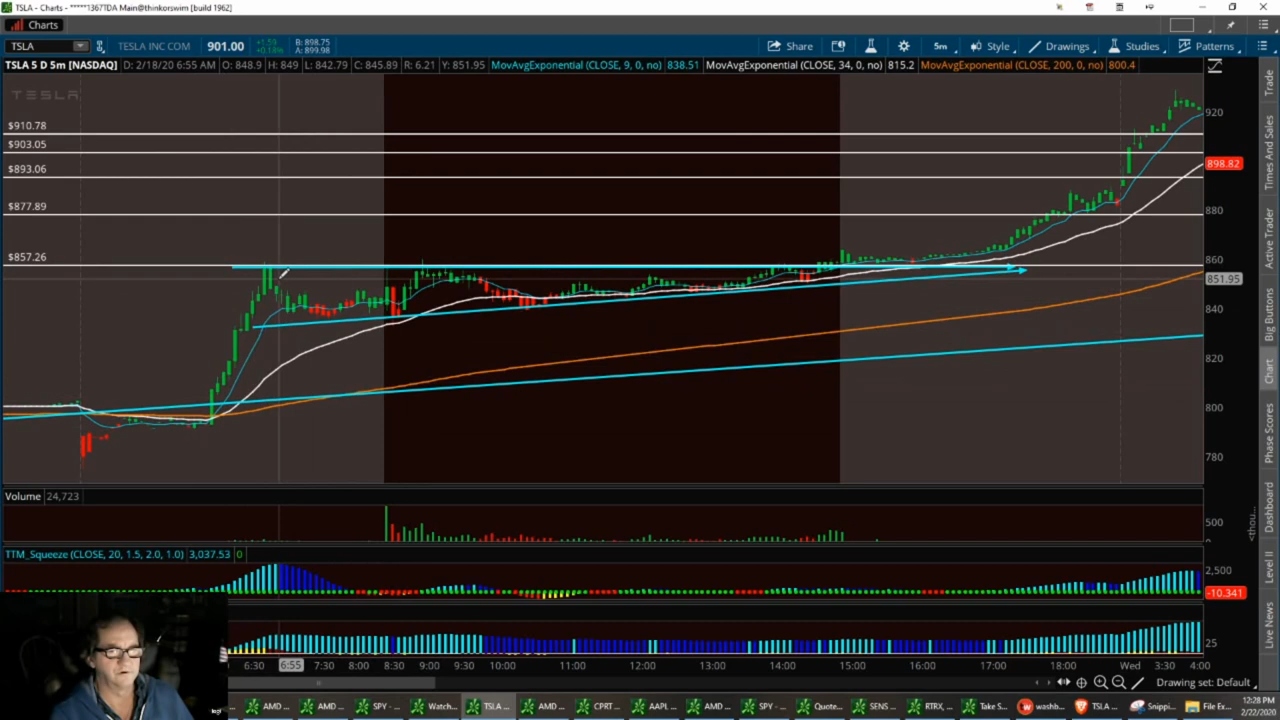 TSLA - Charts - *****1367TDA Main@thinkorswim [build 1962]
Charts
TSLA TESLA INC COM 901.00 +1.59 +0.18% B: 898.75 A: 899.98 Share 5m Style Drawings Studies Patterns
TSLA 5 D 5m [NASDAQ] D: 2/18/20 6:55 AM O: 848.9 H: 849 L: 842.79 C: 845.89 R: 6.21 Y: 851.95 MovAvgExponential (CLOSE, 9, 0, no) 838.51 MovAvgExponential (CLOSE, 34, 0, no) 815.2 MovAvgExponential (CLOSE, 200, 0, no) 800.4
TESLA
$910.78
$903.05
$893.06
$877.89
$857.26
920
898.82
880
860
851.95
840
820
800
780
Trade
Times And Sales
Active Trader
Big Buttons
Chart
Phase Scores
Dashboard
Level II
Live News
Volume 24,723
500
0
<thou...
TTM_Squeeze (CLOSE, 20, 1.5, 2.0, 1.0) 3,037.53 0
2,500
-10.341
25
6:30 6:55 7:30 8:00 8:30 9:00 9:30 10:00 11:00 12:00 13:00 14:00 15:00 16:00 17:00 18:00 Wed 3:30 4:00
Drawing set: Default
AMD ... AMD ... SPY -... Watch... TSLA ... AMD ... CPRT ... AAPL ... AMD ... SPY -... Quote... SENS ... RTRX, ... Take S... washb... TSLA ... Snippi... File Ex...
12:28 PM
2/22/2020